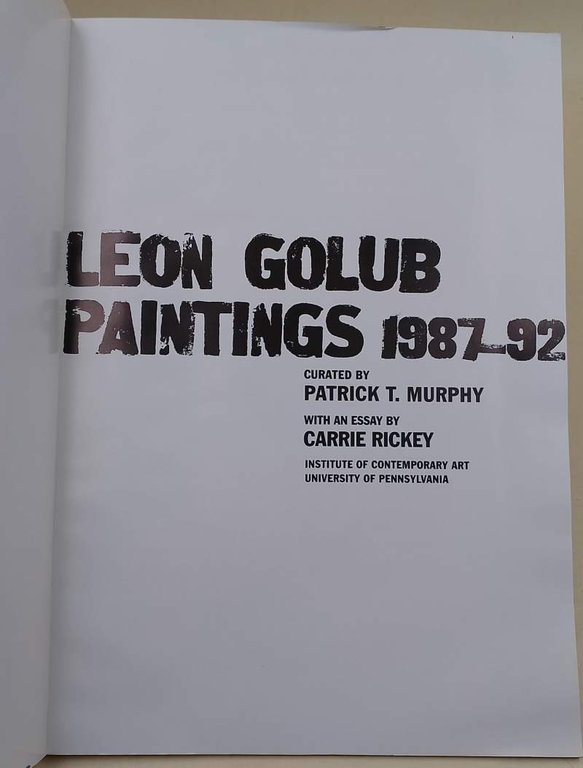 LEON GOLUB
PAINTINGS 1987-92
CURATED BY
PATRICK T. MURPHY
WITH AN ESSAY BY
CARRIE RICKEY
INSTITUTE OF CONTEMPORARY ART
UNIVERSITY OF PENNSYLVANIA